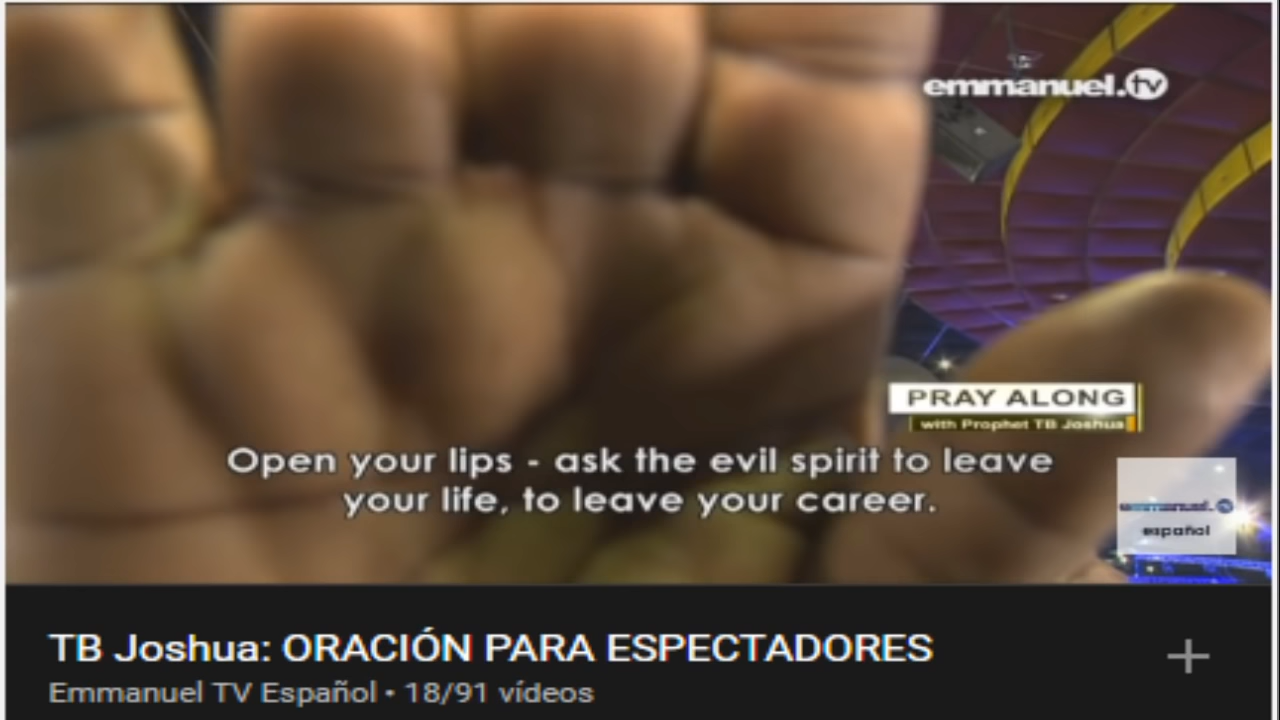 emmanuel.tv
PRAY ALONG
with Prophet TB Joshua
Open your lips - ask the evil spirit to leave
your life, to leave your career.
emmanuel.tv
español
TB Joshua: ORACIÓN PARA ESPECTADORES
Emmanuel TV Español • 18/91 vídeos